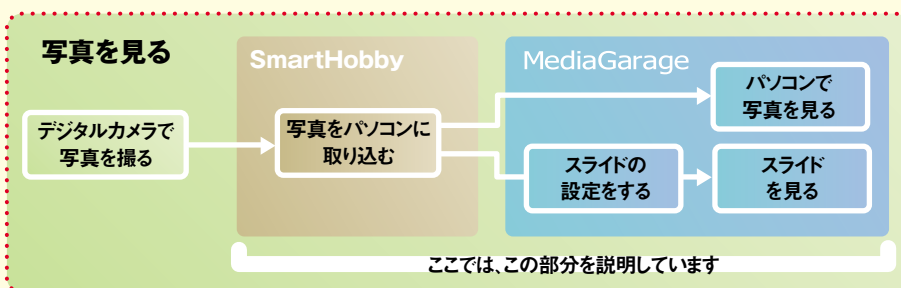 写真を見る
SmartHobby
MediaGarage
デジタルカメラで
写真を撮る
写真をパソコンに
取り込む
パソコンで
写真を見る
スライドの
設定をする
スライド
を見る
ここでは、この部分を説明しています